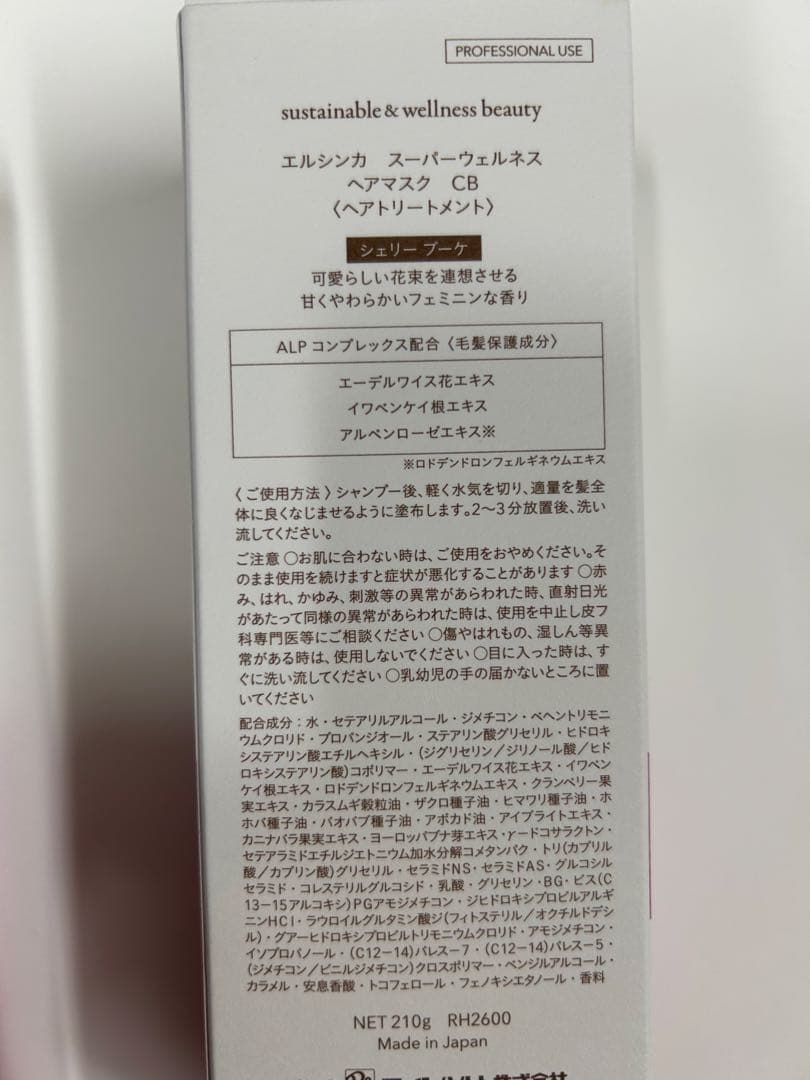 PROFESSIONAL USE
sustainable & wellness beauty
エルシンカ スーパーウェルネス
ヘアマスク CB
〈ヘアトリートメント〉
シェリー ブーケ
可愛らしい花束を連想させる
甘くやわらかいフェミニンな香り
ALP コンプレックス配合〈毛髪保護成分〉
エーデルワイス花エキス
イワベンケイ根エキス
アルペンローゼエキス※
※ロドデンドロンフェルギネウムエキス
〈ご使用方法〉シャンプー後、軽く水気を切り、適量を髪全
体に良くなじませるように塗布します。2〜3分放置後、洗い
流してください。
ご注意 ○お肌に合わない時は、ご使用をおやめください。そ
のまま使用を続けますと症状が悪化することがあります ○赤
み、はれ、かゆみ、刺激等の異常があらわれた時、直射日光
があたって同様の異常があらわれた時は、使用を中止し皮フ
科専門医等にご相談ください ○傷やはれもの、湿しん等異
常がある時は、使用しないでください ○目に入った時は、す
ぐに洗い流してください ○乳幼児の手の届かないところに置
いてください
配合成分：水・セテアリルアルコール・ジメチコン・ベヘントリモニ
ウムクロリド・プロパンジオール・ステアリン酸グリセリル・ヒドロキ
システアリン酸エチルヘキシル・(ジグリセリン／ジリノール酸／ヒド
ロキシステアリン酸)コポリマー・エーデルワイス花エキス・イワベン
ケイ根エキス・ロドデンドロンフェルギネウムエキス・クランベリー果
実エキス・カラスムギ穀粒油・ザクロ種子油・ヒマワリ種子油・ホ
ホバ種子油・バオバブ種子油・アボカド油・アイブライトエキス・
カニナバラ果実エキス・ヨーロッパブナ芽エキス・γ－ドコサラクトン・
セテアラミドエチルジエトニウム加水分解コメタンパク・トリ(カプリル
酸／カプリン酸)グリセリル・セラミドNS・セラミドAS・グルコシル
セラミド・コレステリルグルコシド・乳酸・グリセリン・BG・ビス(C
13－15アルコキシ)PGアモジメチコン・ジヒドロキシプロピルアルギ
ニンHCl・ラウロイルグルタミン酸ジ(フィトステリル／オクチルドデシ
ル)・グアーヒドロキシプロピルトリモニウムクロリド・アモジメチコン・
イソプロパノール・(C12－14)パレス－7・(C12－14)パレス－5・
(ジメチコン／ビニルジメチコン)クロスポリマー・ベンジルアルコール・
カラメル・安息香酸・トコフェロール・フェノキシエタノール・香料
NET 210g RH2600
Made in Japan